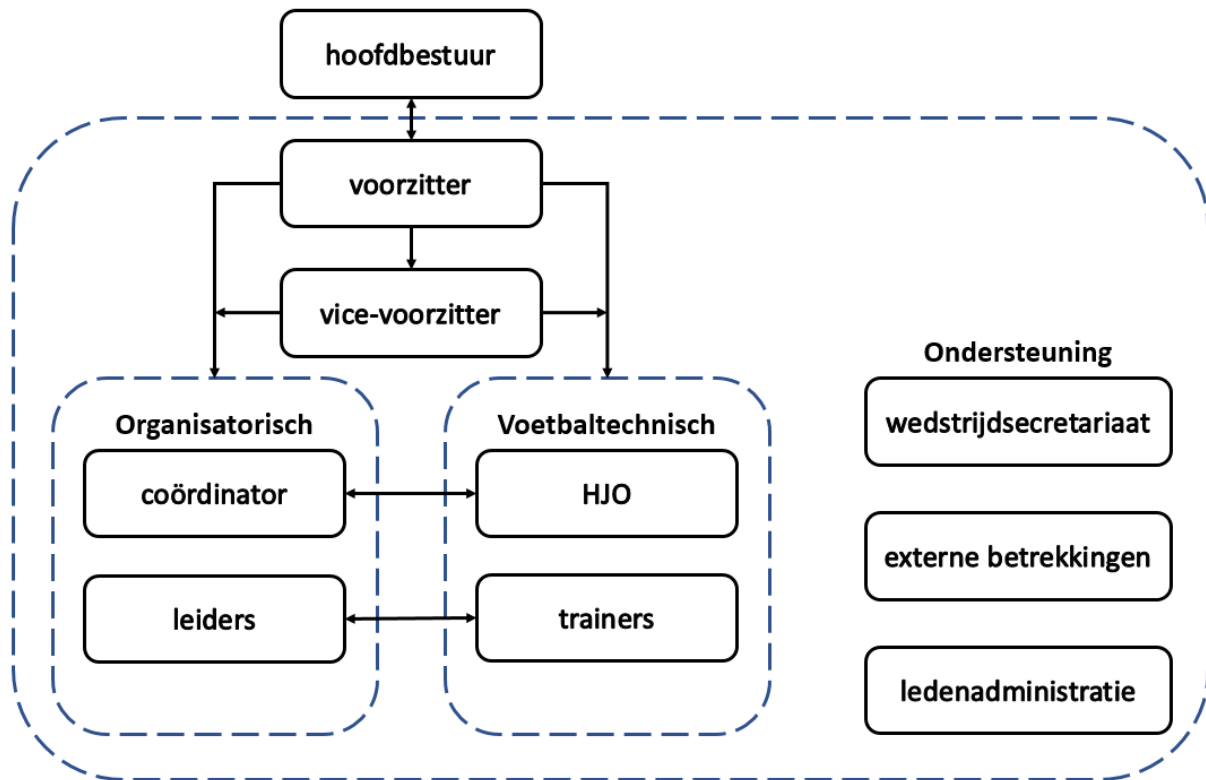 hoofdbestuur
voorzitter
vice-voorzitter
Organisatorisch
coördinator
leiders
Voetbaltechnisch
HJO
trainers
Ondersteuning
wedstrijdsecretariaat
externe betrekkingen
ledenadministratie